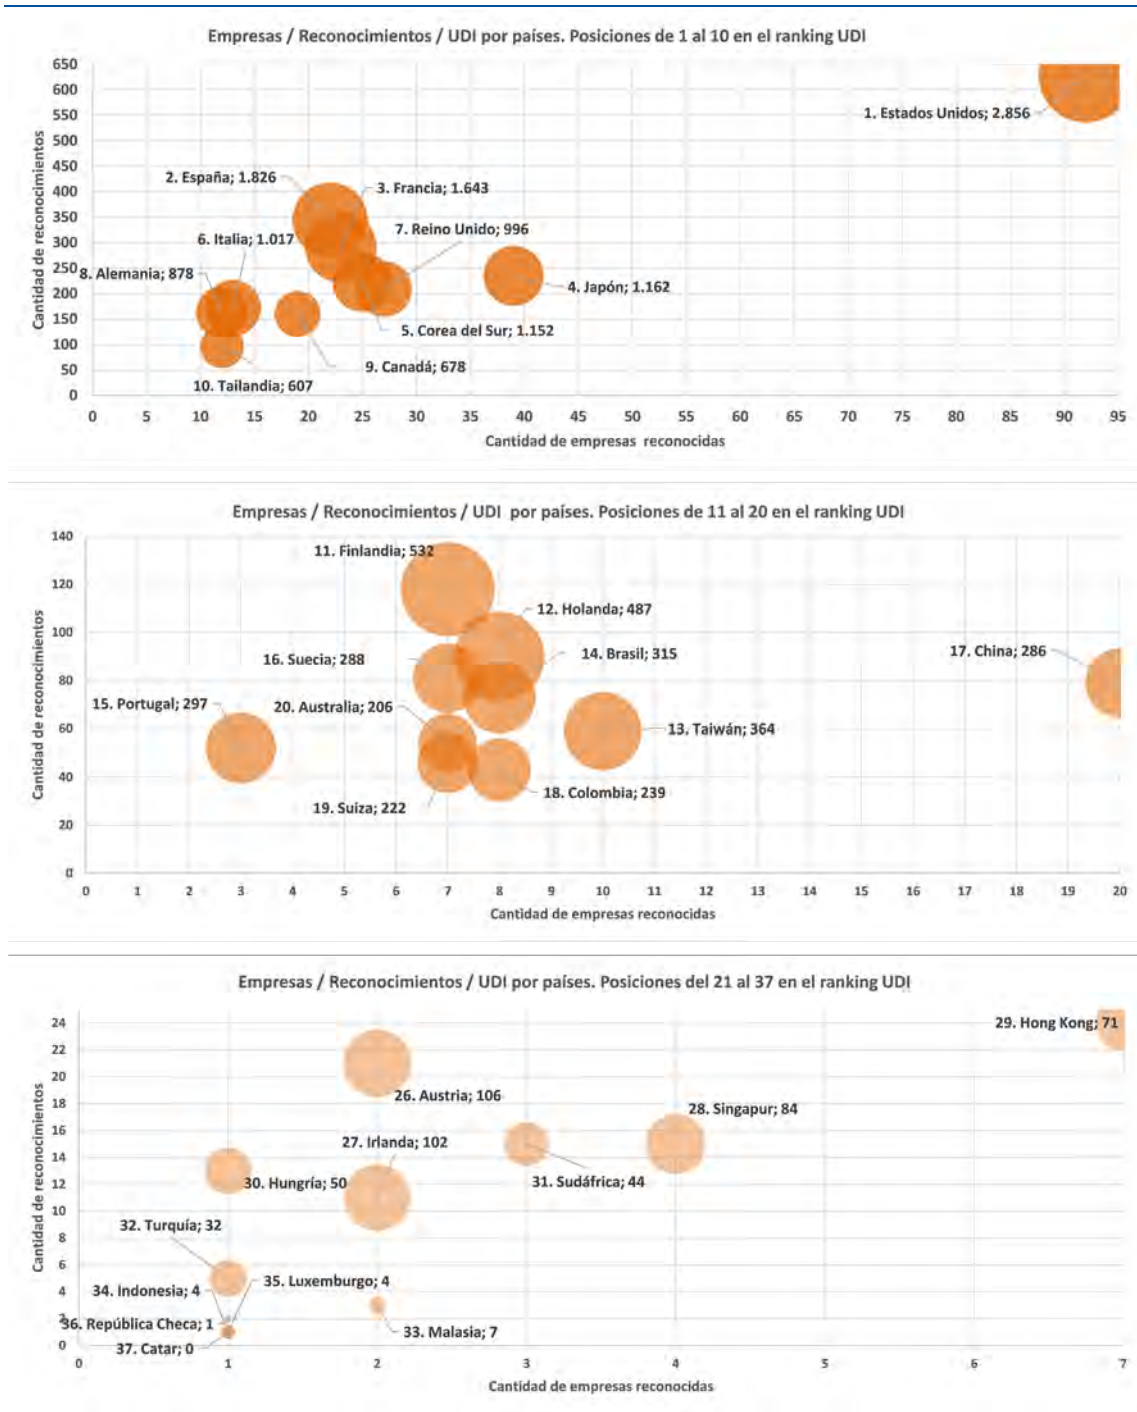 Empresas / Reconocimientos / UDI por países. Posiciones de 1 al 10 en el ranking UDI
Cantidad de reconocimientos
650
600
550
500
450
400
350
300
250
200
150
100
50
0
1. Estados Unidos; 2.856
2. España; 1.826
3. Francia; 1.643
6. Italia; 1.017
7. Reino Unido; 996
8. Alemania; 878
4. Japón; 1.162
5. Corea del Sur; 1.152
9. Canadá; 678
10. Tailandia; 607
0 5 10 15 20 25 30 35 40 45 50 55 60 65 70 75 80 85 90 95
Cantidad de empresas reconocidas
Empresas / Reconocimientos / UDI por países. Posiciones de 11 al 20 en el ranking UDI
Cantidad de reconocimientos
140
120
100
80
60
40
20
0
11. Finlandia; 532
12. Holanda; 487
14. Brasil; 315
16. Suecia; 288
17. China; 286
15. Portugal; 297
20. Australia; 206
13. Taiwán; 364
18. Colombia; 239
19. Suiza; 222
0 1 2 3 4 5 6 7 8 9 10 11 12 13 14 15 16 17 18 19 20
Cantidad de empresas reconocidas
Empresas / Reconocimientos / UDI por países. Posiciones del 21 al 37 en el ranking UDI
Cantidad de reconocimientos
24
22
20
18
16
14
12
10
8
6
4
2
0
29. Hong Kong; 71
26. Austria; 106
28. Singapur; 84
27. Irlanda; 102
30. Hungría; 50
31. Sudáfrica; 44
32. Turquía; 32
35. Luxemburgo; 4
34. Indonesia; 4
36. República Checa; 1
33. Malasia; 7
37. Catar; 0
0 1 2 3 4 5 6 7
Cantidad de empresas reconocidas